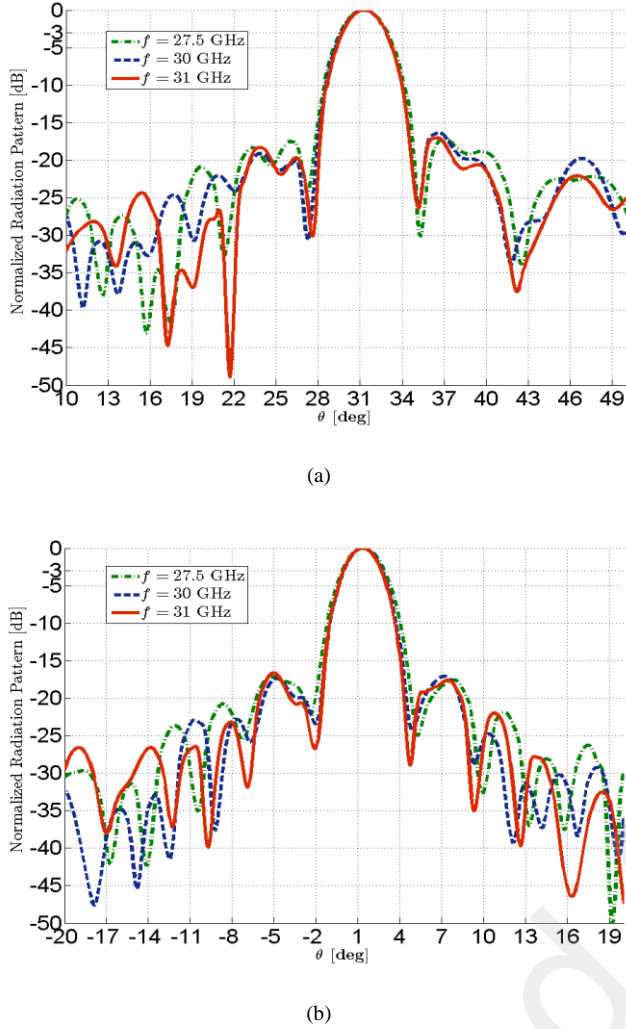 0
-3
-5
-10
-15
-20
-25
-30
-35
-40
-45
-50
Normalized Radiation Pattern [dB]
f = 27.5 GHz
f = 30 GHz
f = 31 GHz
10 13 16 19 22 25 28 31 34 37 40 43 46 49
θ [deg]
(a)
0
-3
-5
-10
-15
-20
-25
-30
-35
-40
-45
-50
Normalized Radiation Pattern [dB]
f = 27.5 GHz
f = 30 GHz
f = 31 GHz
-20 -17 -14 -11 -8 -5 -2 1 4 7 10 13 16 19
θ [deg]
(b)